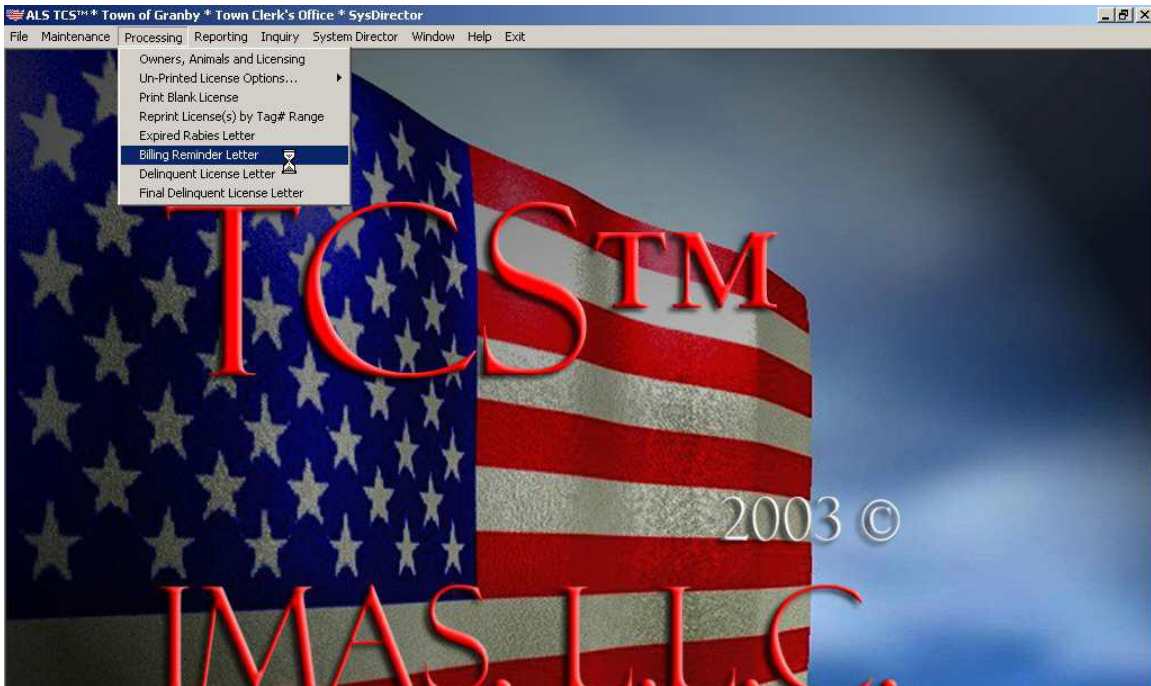 ALS TCS™ * Town of Granby * Town Clerk's Office * SysDirector
File Maintenance Processing Reporting Inquiry System Director Window Help Exit
Owners, Animals and Licensing
Un-Printed License Options...
Print Blank License
Reprint License(s) by Tag# Range
Expired Rabies Letter
Billing Reminder Letter
Delinquent License Letter
Final Delinquent License Letter
TCS™
2003 ©
JMAS, L.L.C.